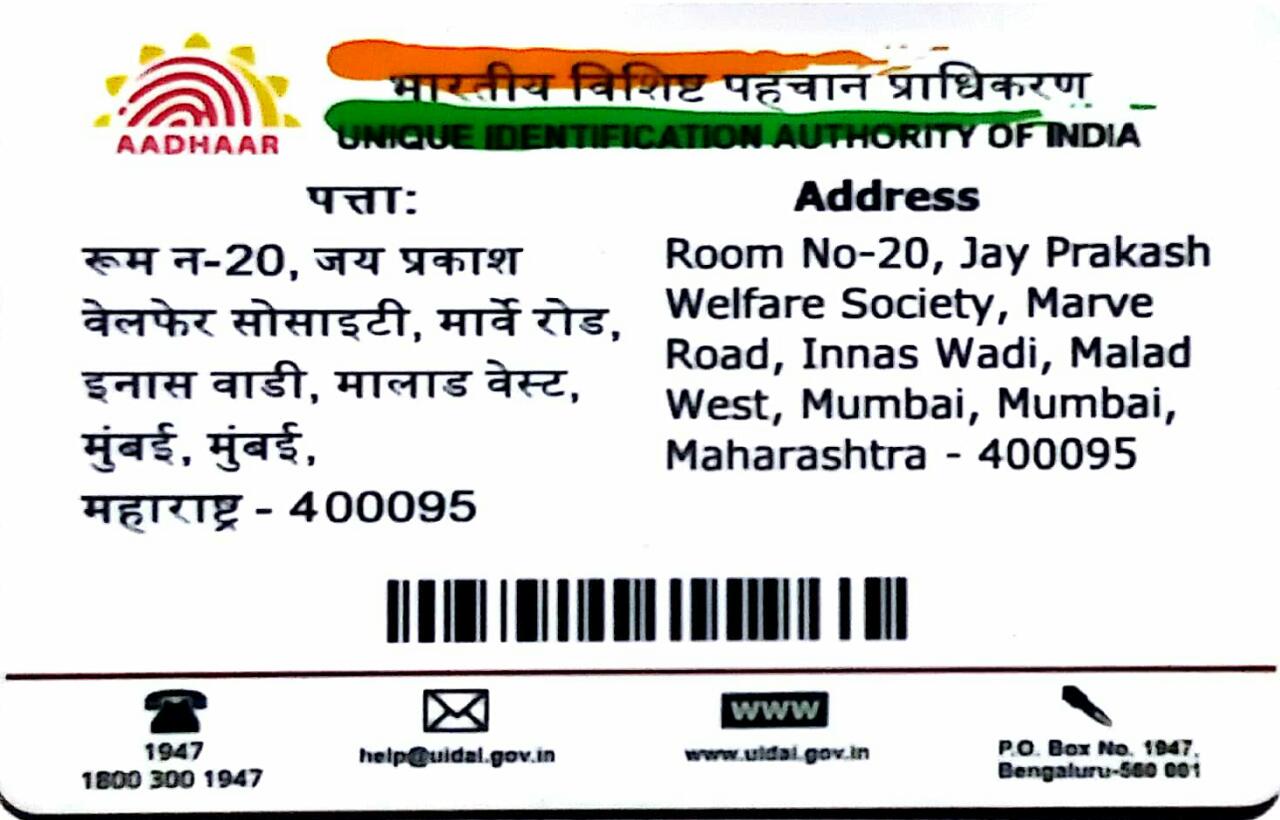 AADHAAR
भारतीय विशिष्ट पहचान प्राधिकरण
UNIQUE IDENTIFICATION AUTHORITY OF INDIA
पत्ता:
रूम न-20, जय प्रकाश
वेलफेर सोसाइटी, मार्वे रोड,
इनास वाडी, मालाड वेस्ट,
मुंबई, मुंबई,
महाराष्ट्र - 400095
Address
Room No-20, Jay Prakash
Welfare Society, Marve
Road, Innas Wadi, Malad
West, Mumbai, Mumbai,
Maharashtra - 400095
1947
1800 300 1947
help@uidai.gov.in
WWW
www.uidai.gov.in
P.O. Box No. 1947,
Bengaluru-560 001